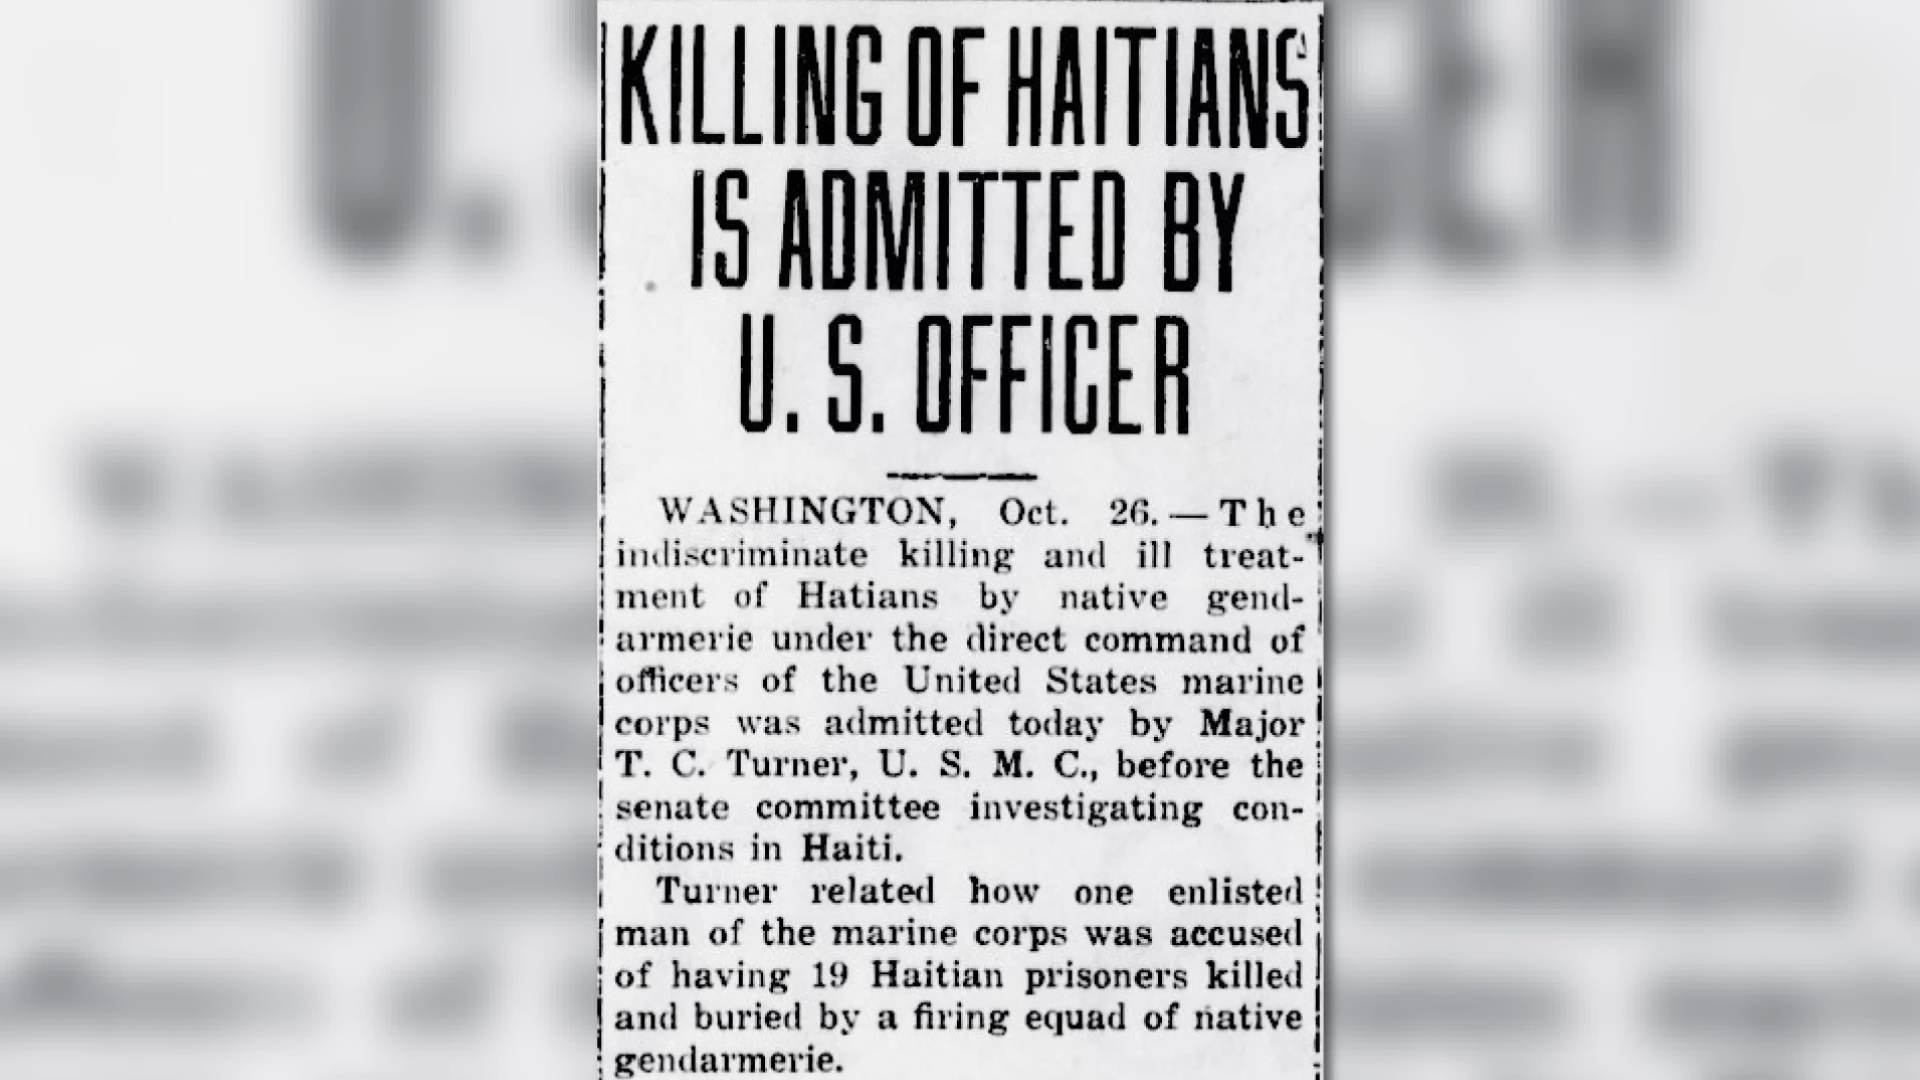 KILLING OF HAITIANS
IS ADMITTED BY
U. S. OFFICER
WASHINGTON, Oct. 26. — The
indiscriminate killing and ill treat-
ment of Hatians by native gend-
armerie under the direct command of
officers of the United States marine
corps was admitted today by Major
T. C. Turner, U. S. M. C., before the
senate committee investigating con-
ditions in Haiti.
Turner related how one enlisted
man of the marine corps was accused
of having 19 Haitian prisoners killed
and buried by a firing equad of native
gendarmerie.